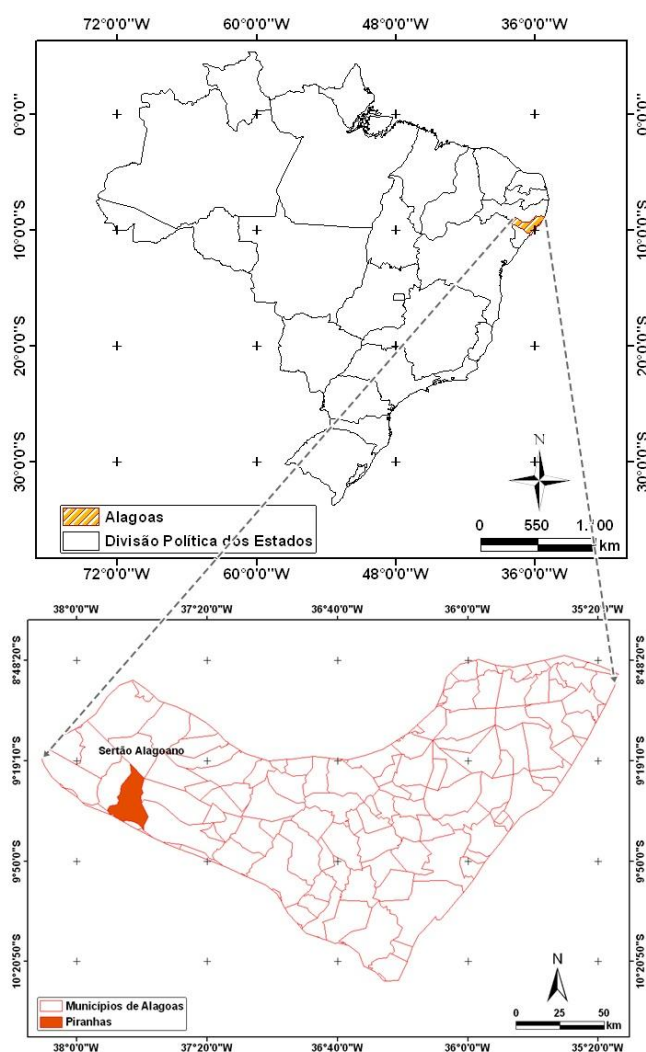 72°0'0"W 60°0'0"W 48°0'0"W 36°0'0"W
0°0'0"
0°0'0"
10°0'0"S
10°0'0"S
20°0'0"S
20°0'0"S
30°0'0"S
30°0'0"S
N
Alagoas
Divisão Política dos Estados
0 550 1.100
km
72°0'0"W 60°0'0"W 48°0'0"W 36°0'0"W
38°0'0"W 37°20'0"W 36°40'0"W 36°0'0"W 35°20'0"W
8°48'20"S
8°48'20"S
Sertão Alagoano
9°50'0"S
9°50'0"S
10°20'50"S
10°20'50"S
N
Municípios de Alagoas
Piranhas
0 25 50
km
38°0'0"W 37°20'0"W 36°40'0"W 36°0'0"W 35°20'0"W